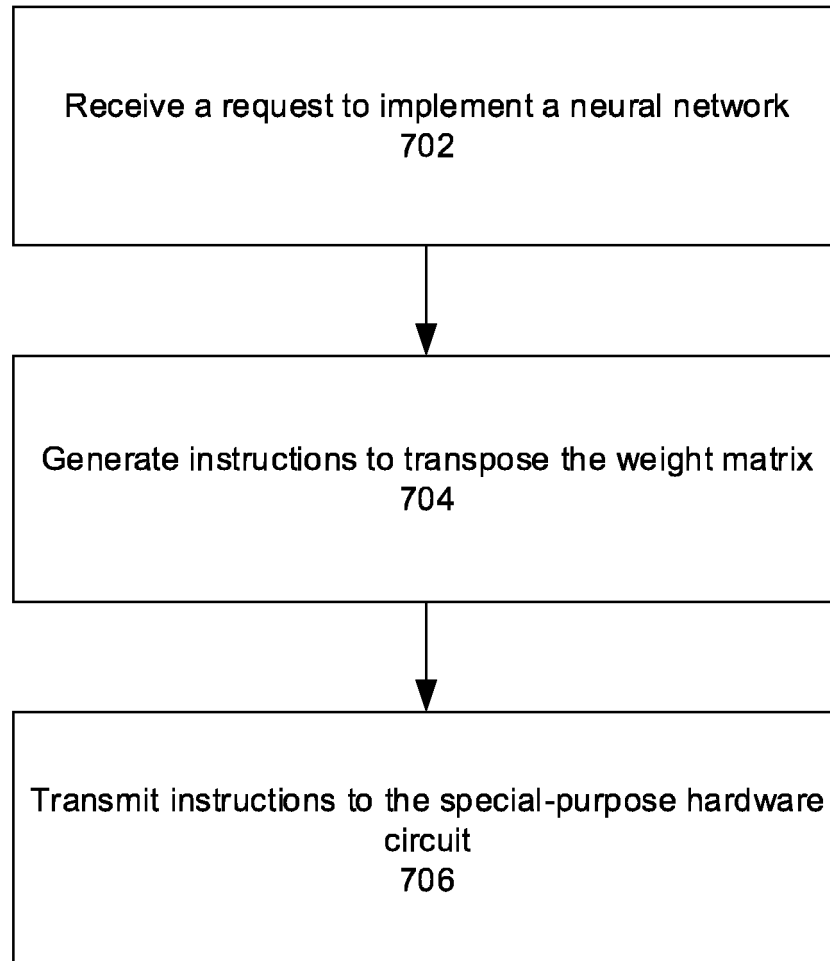 Receive a request to implement a neural network
702
Generate instructions to transpose the weight matrix
704
Transmit instructions to the special-purpose hardware
circuit
706